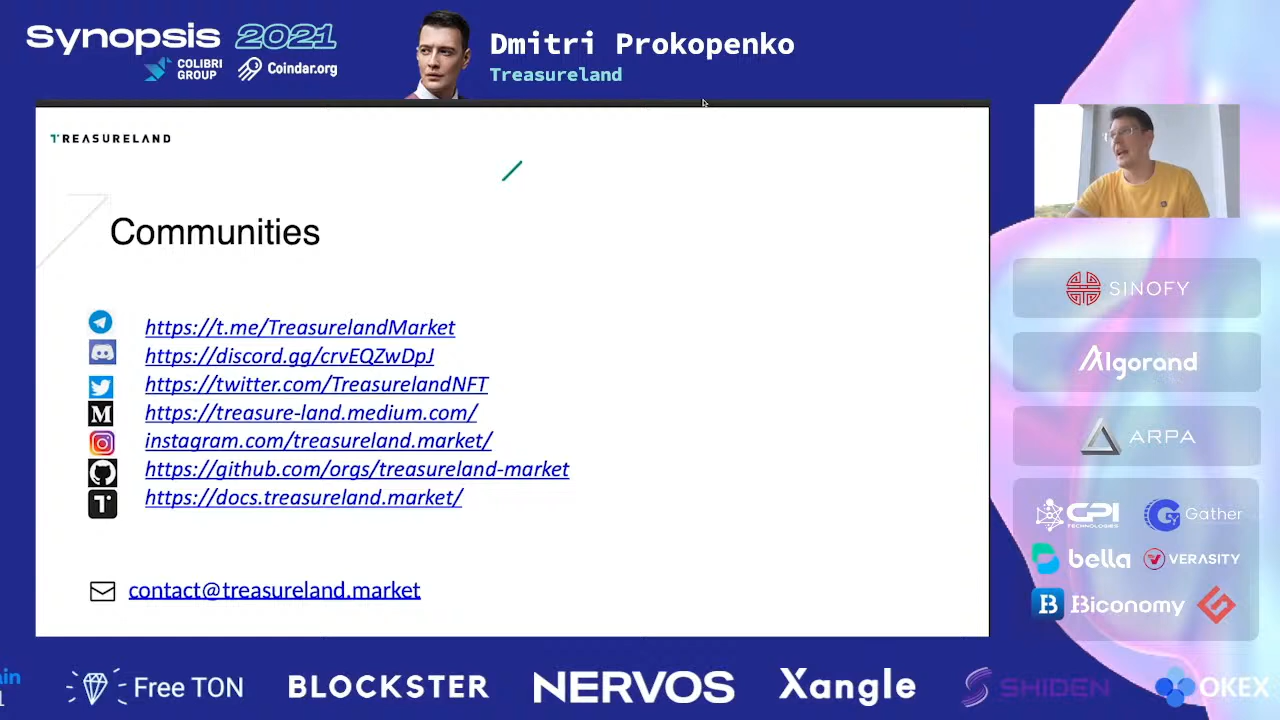 Synopsis 2021
COLIBRI GROUP
Coindar.org
Dmitri Prokopenko
Treasureland
TREASURELAND
Communities
https://t.me/TreasurelandMarket
https://discord.gg/crvEQZwDpJ
https://twitter.com/TreasurelandNFT
https://treasure-land.medium.com/
instagram.com/treasureland.market/
https://github.com/orgs/treasureland-market
https://docs.treasureland.market/
contact@treasureland.market
SINOFY
Algorand
ARPA
CPI TECHNOLOGIES
Gather
bella
VERASITY
Biconomy
Free TON
BLOCKSTER
NERVOS
Xangle
SHIDEN
OKEX